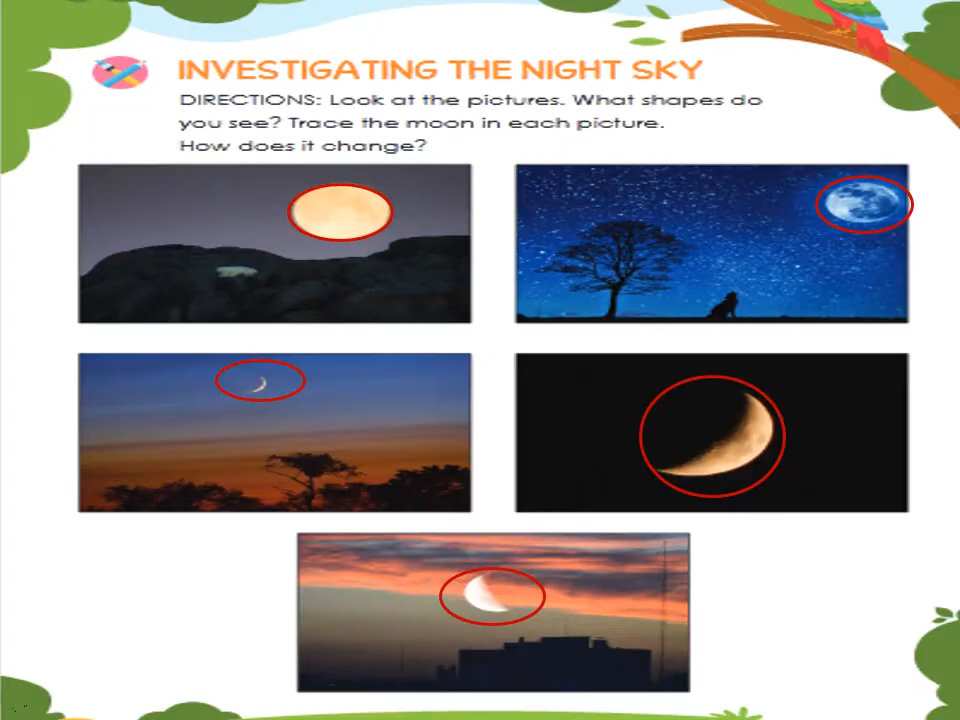 INVESTIGATING THE NIGHT SKY
DIRECTIONS: Look at the pictures. What shapes do
you see? Trace the moon in each picture.
How does it change?